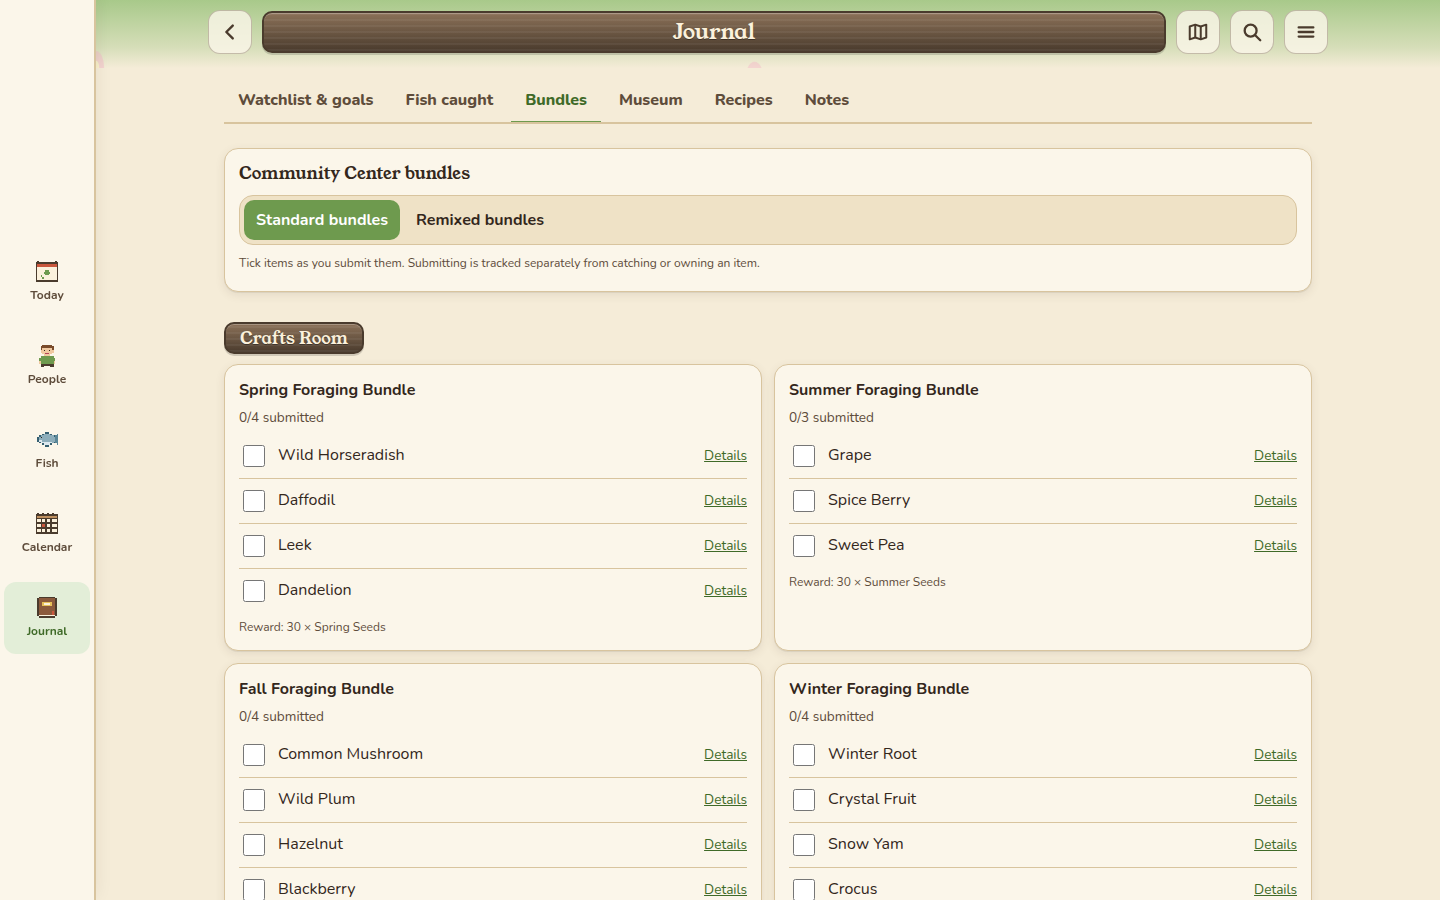 Journal
Watchlist & goals
Fish caught
Bundles
Museum
Recipes
Notes
Community Center bundles
Standard bundles
Remixed bundles
Tick items as you submit them. Submitting is tracked separately from catching or owning an item.
Today
People
Fish
Calendar
Journal
Crafts Room
Spring Foraging Bundle
0/4 submitted
Wild Horseradish Details
Daffodil Details
Leek Details
Dandelion Details
Reward: 30 × Spring Seeds
Summer Foraging Bundle
0/3 submitted
Grape Details
Spice Berry Details
Sweet Pea Details
Reward: 30 × Summer Seeds
Fall Foraging Bundle
0/4 submitted
Common Mushroom Details
Wild Plum Details
Hazelnut Details
Blackberry Details
Winter Foraging Bundle
0/4 submitted
Winter Root Details
Crystal Fruit Details
Snow Yam Details
Crocus Details